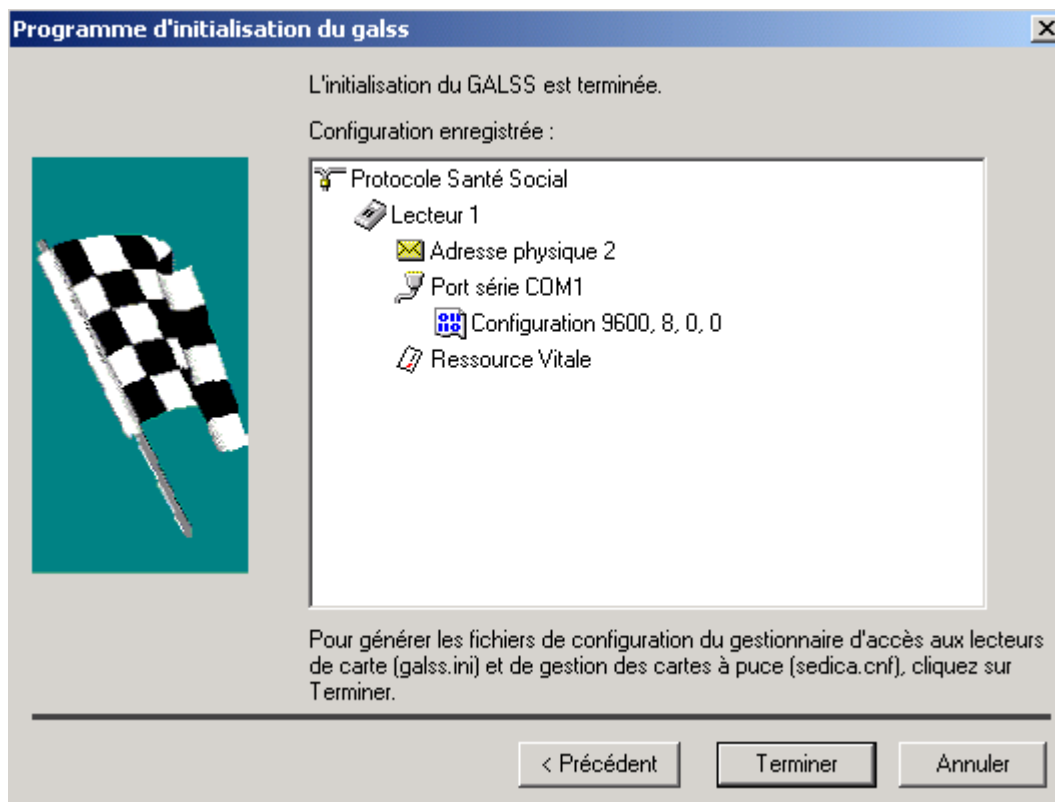 Programme d'initialisation du galss
L'initialisation du GALSS est terminée.
Configuration enregistrée :
Protocole Santé Social
Lecteur 1
Adresse physique 2
Port série COM1
Configuration 9600, 8, 0, 0
Ressource Vitale
Pour générer les fichiers de configuration du gestionnaire d'accès aux lecteurs
de carte (galss.ini) et de gestion des cartes à puce (sedica.cnf), cliquez sur
Terminer.
< Précédent Terminer Annuler